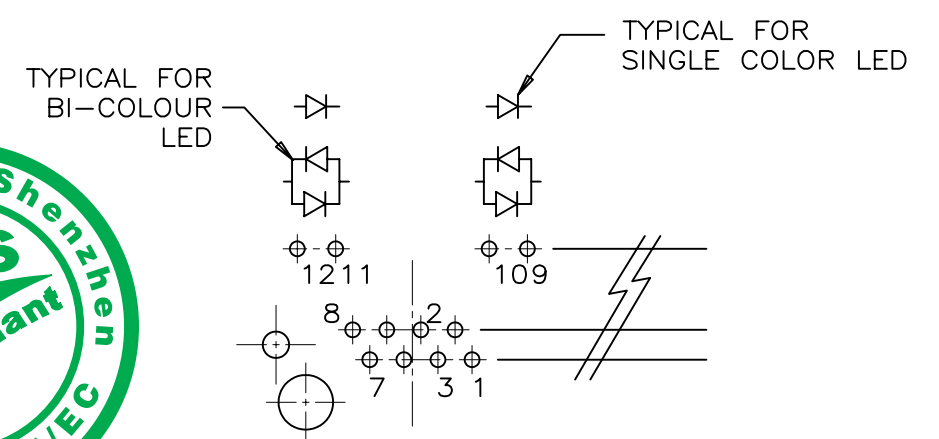 TYPICAL FOR
SINGLE COLOR LED
TYPICAL FOR
BI-COLOUR
LED
1211
109
8 2
7 3 1
Shenzhen
S
iant
/EC